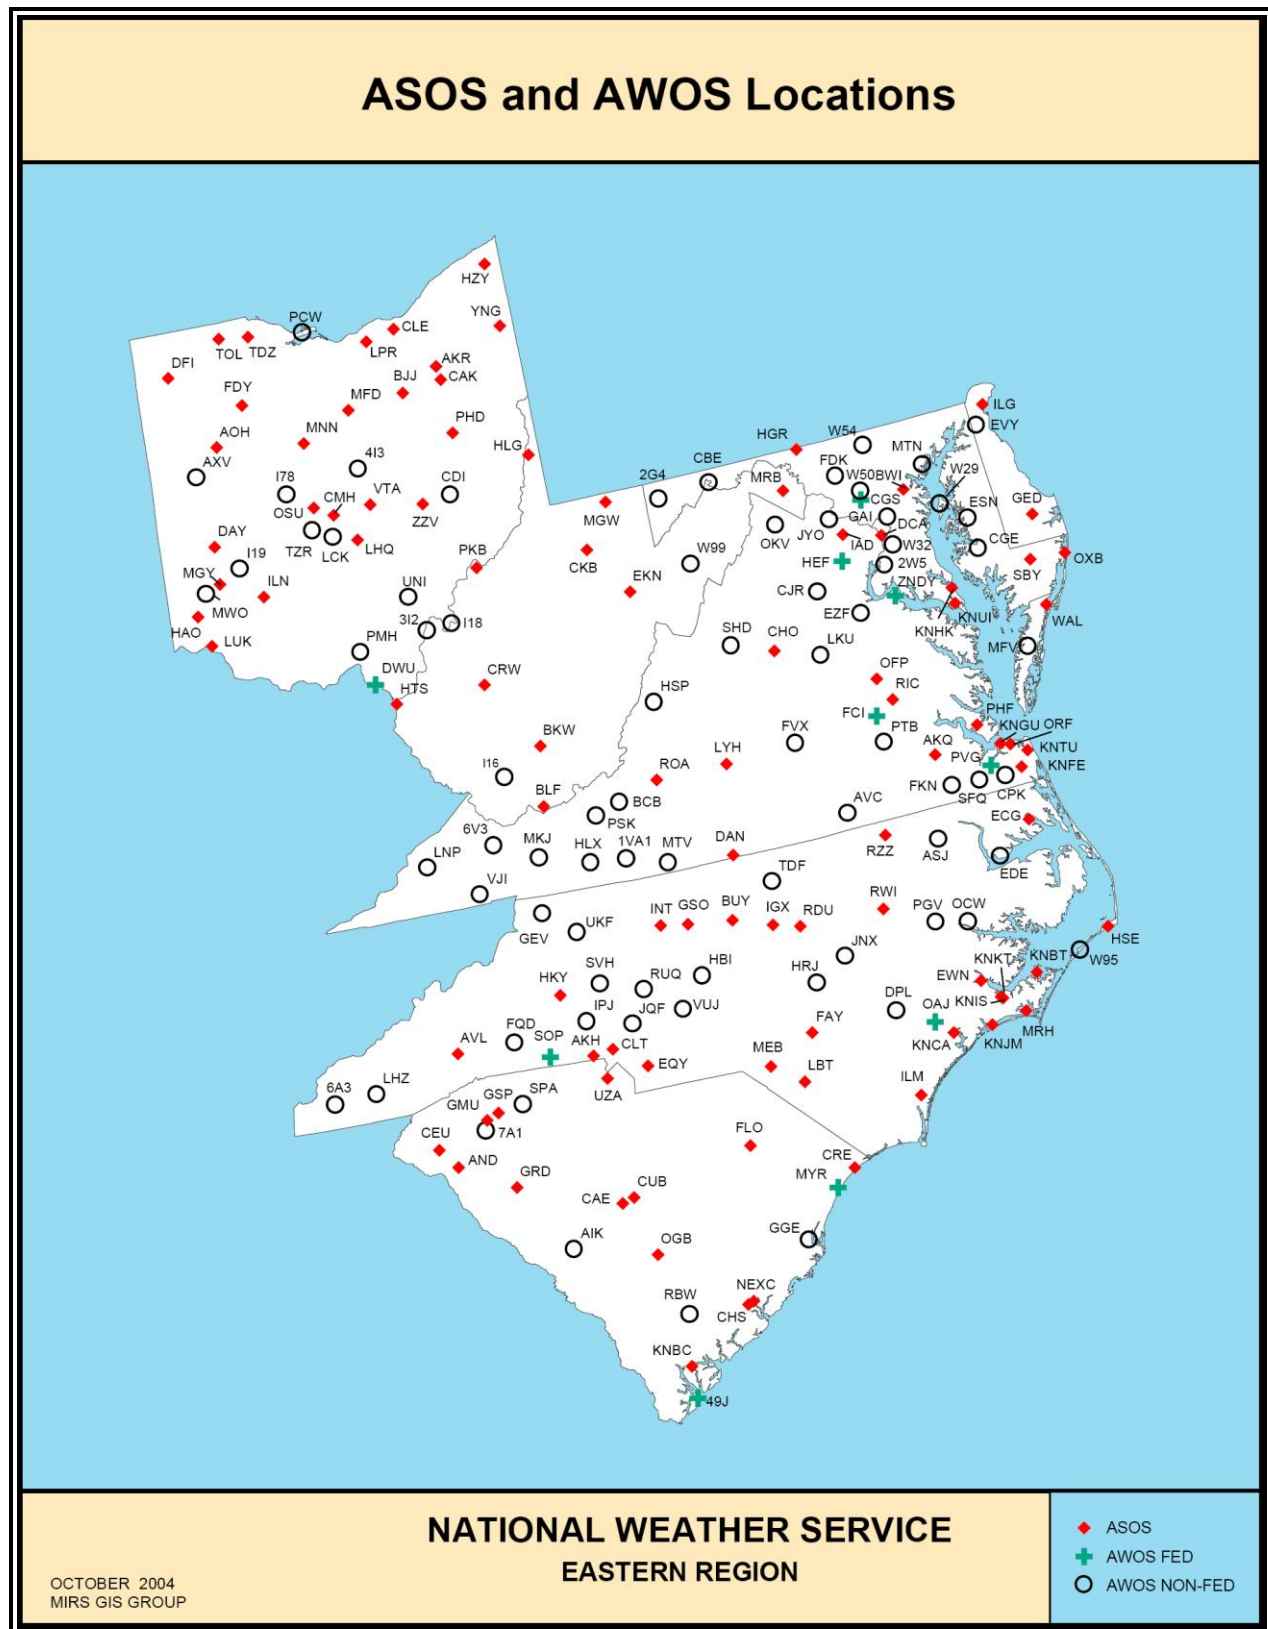 ASOS and AWOS Locations
HZY
YNG
PCW
CLE
TOL
TDZ
LPR
DFI
AKR
CAK
BJJ
FDY
MFD
PHD
MNN
AOH
HLG
AXV
4I3
I78
CDI
CMH
VTA
OSU
ZZV
TZR
LCK
LHQ
DAY
I19
MGY
ILN
MWO
UNI
PKB
HAO
LUK
3I2
I18
PMH
DWU
HTS
CRW
BKW
I16
BLF
MGW
CKB
EKN
2G4
CBE
W99
HGR
MRB
W54
FDK
W50
BWI
MTN
ILG
EVY
W29
ESN
GED
CGS
GAI
DCA
JYO
IAD
OKV
W32
CGE
2W5
HEF
ZNDY
SBY
OXB
CJR
EZF
KNHK
KNUI
WAL
MFV
SHD
CHO
LKU
OFP
RIC
HSP
FCI
PTB
PHF
KNGU
ORF
FVX
AKQ
PVG
KNTU
KNFE
LYH
ROA
FKN
SFQ
CPK
BCB
PSK
AVC
ECG
6V3
MKJ
HLX
1VA1
MTV
DAN
RZZ
ASJ
EDE
LNP
VJI
TDF
GEV
UKF
INT
GSO
BUY
IGX
RDU
RWI
PGV
OCW
HSE
W95
JNX
KNKT
KNBT
SVH
RUQ
HBI
HRJ
EWN
HKY
KNIS
DPL
OAJ
IPJ
JQF
VUJ
MRH
FQD
SOP
FAY
KNCA
KNJM
AVL
AKH
CLT
EQY
MEB
LBT
UZA
ILM
6A3
LHZ
SPA
GSP
GMU
7A1
CEU
AND
FLO
CRE
MYR
GRD
CUB
CAE
AIK
OGB
GGE
NEXC
RBW
CHS
KNBC
49J
NATIONAL WEATHER SERVICE
EASTERN REGION
OCTOBER 2004
MIRS GIS GROUP
ASOS
AWOS FED
AWOS NON-FED